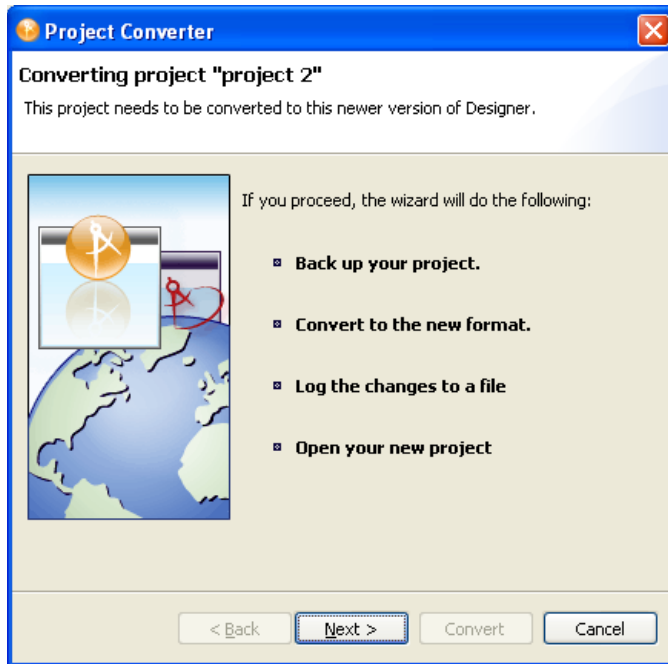 Project Converter
Converting project "project 2"
This project needs to be converted to this newer version of Designer.
If you proceed, the wizard will do the following:
Back up your project.
Convert to the new format.
Log the changes to a file
Open your new project
< Back Next > Convert Cancel